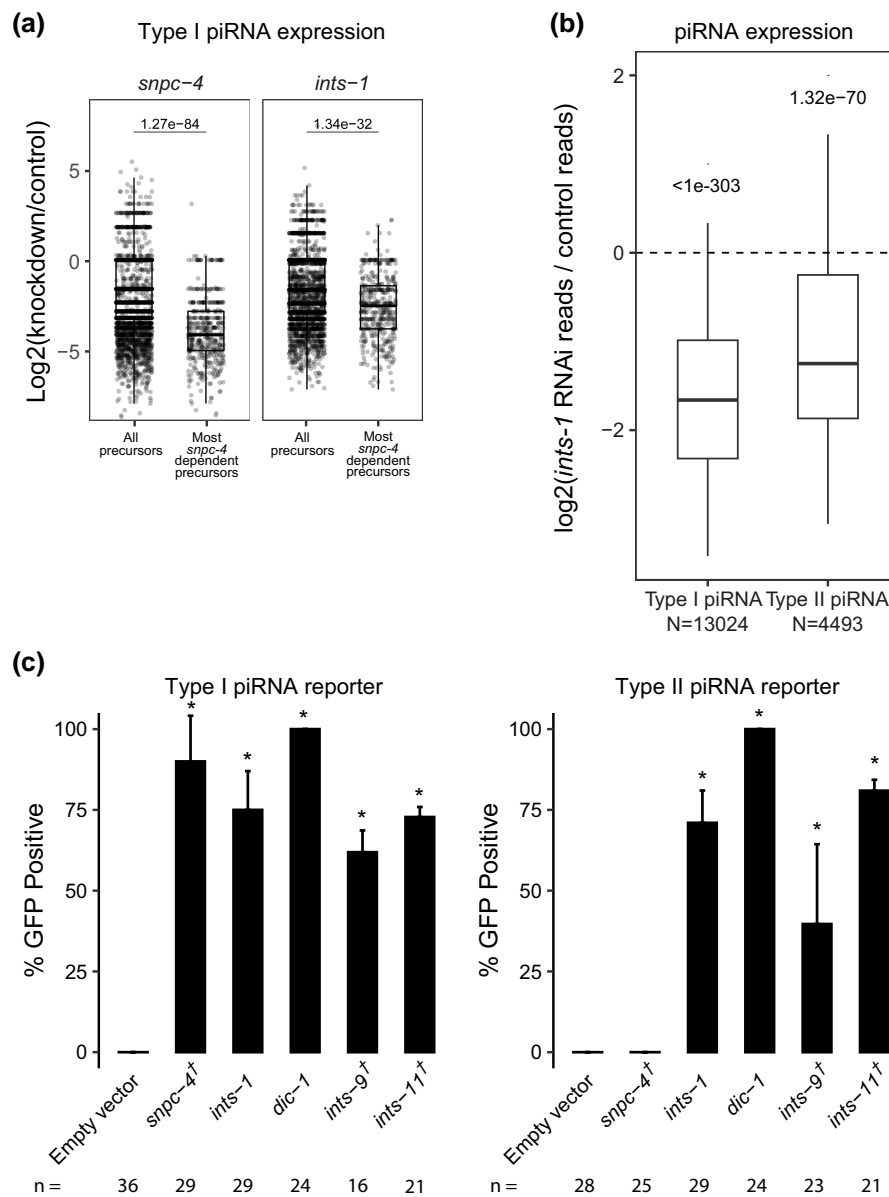 (a)
Type I piRNA expression
snpc−4
ints−1
Log2(knockdown/control)
5
−0
−5
1.27e−84
1.34e−32
All
precursors
Most
snpc-4
dependent
precursors
All
precursors
Most
snpc-4
dependent
precursors
(b)
piRNA expression
log2(ints-1 RNAi reads / control reads)
2
0
−2
<1e-303
1.32e−70
Type I piRNA
N=13024
Type II piRNA
N=4493
(c)
Type I piRNA reporter
% GFP Positive
100
75
50
25
0
*
*
*
*
*
Empty vector
snpc−4†
ints−1
dic−1
ints−9†
ints−11†
n = 36 29 29 24 16 21
Type II piRNA reporter
% GFP Positive
100
75
50
25
0
*
*
*
*
Empty vector
snpc−4†
ints−1
dic−1
ints−9†
ints−11†
n = 28 25 29 24 23 21